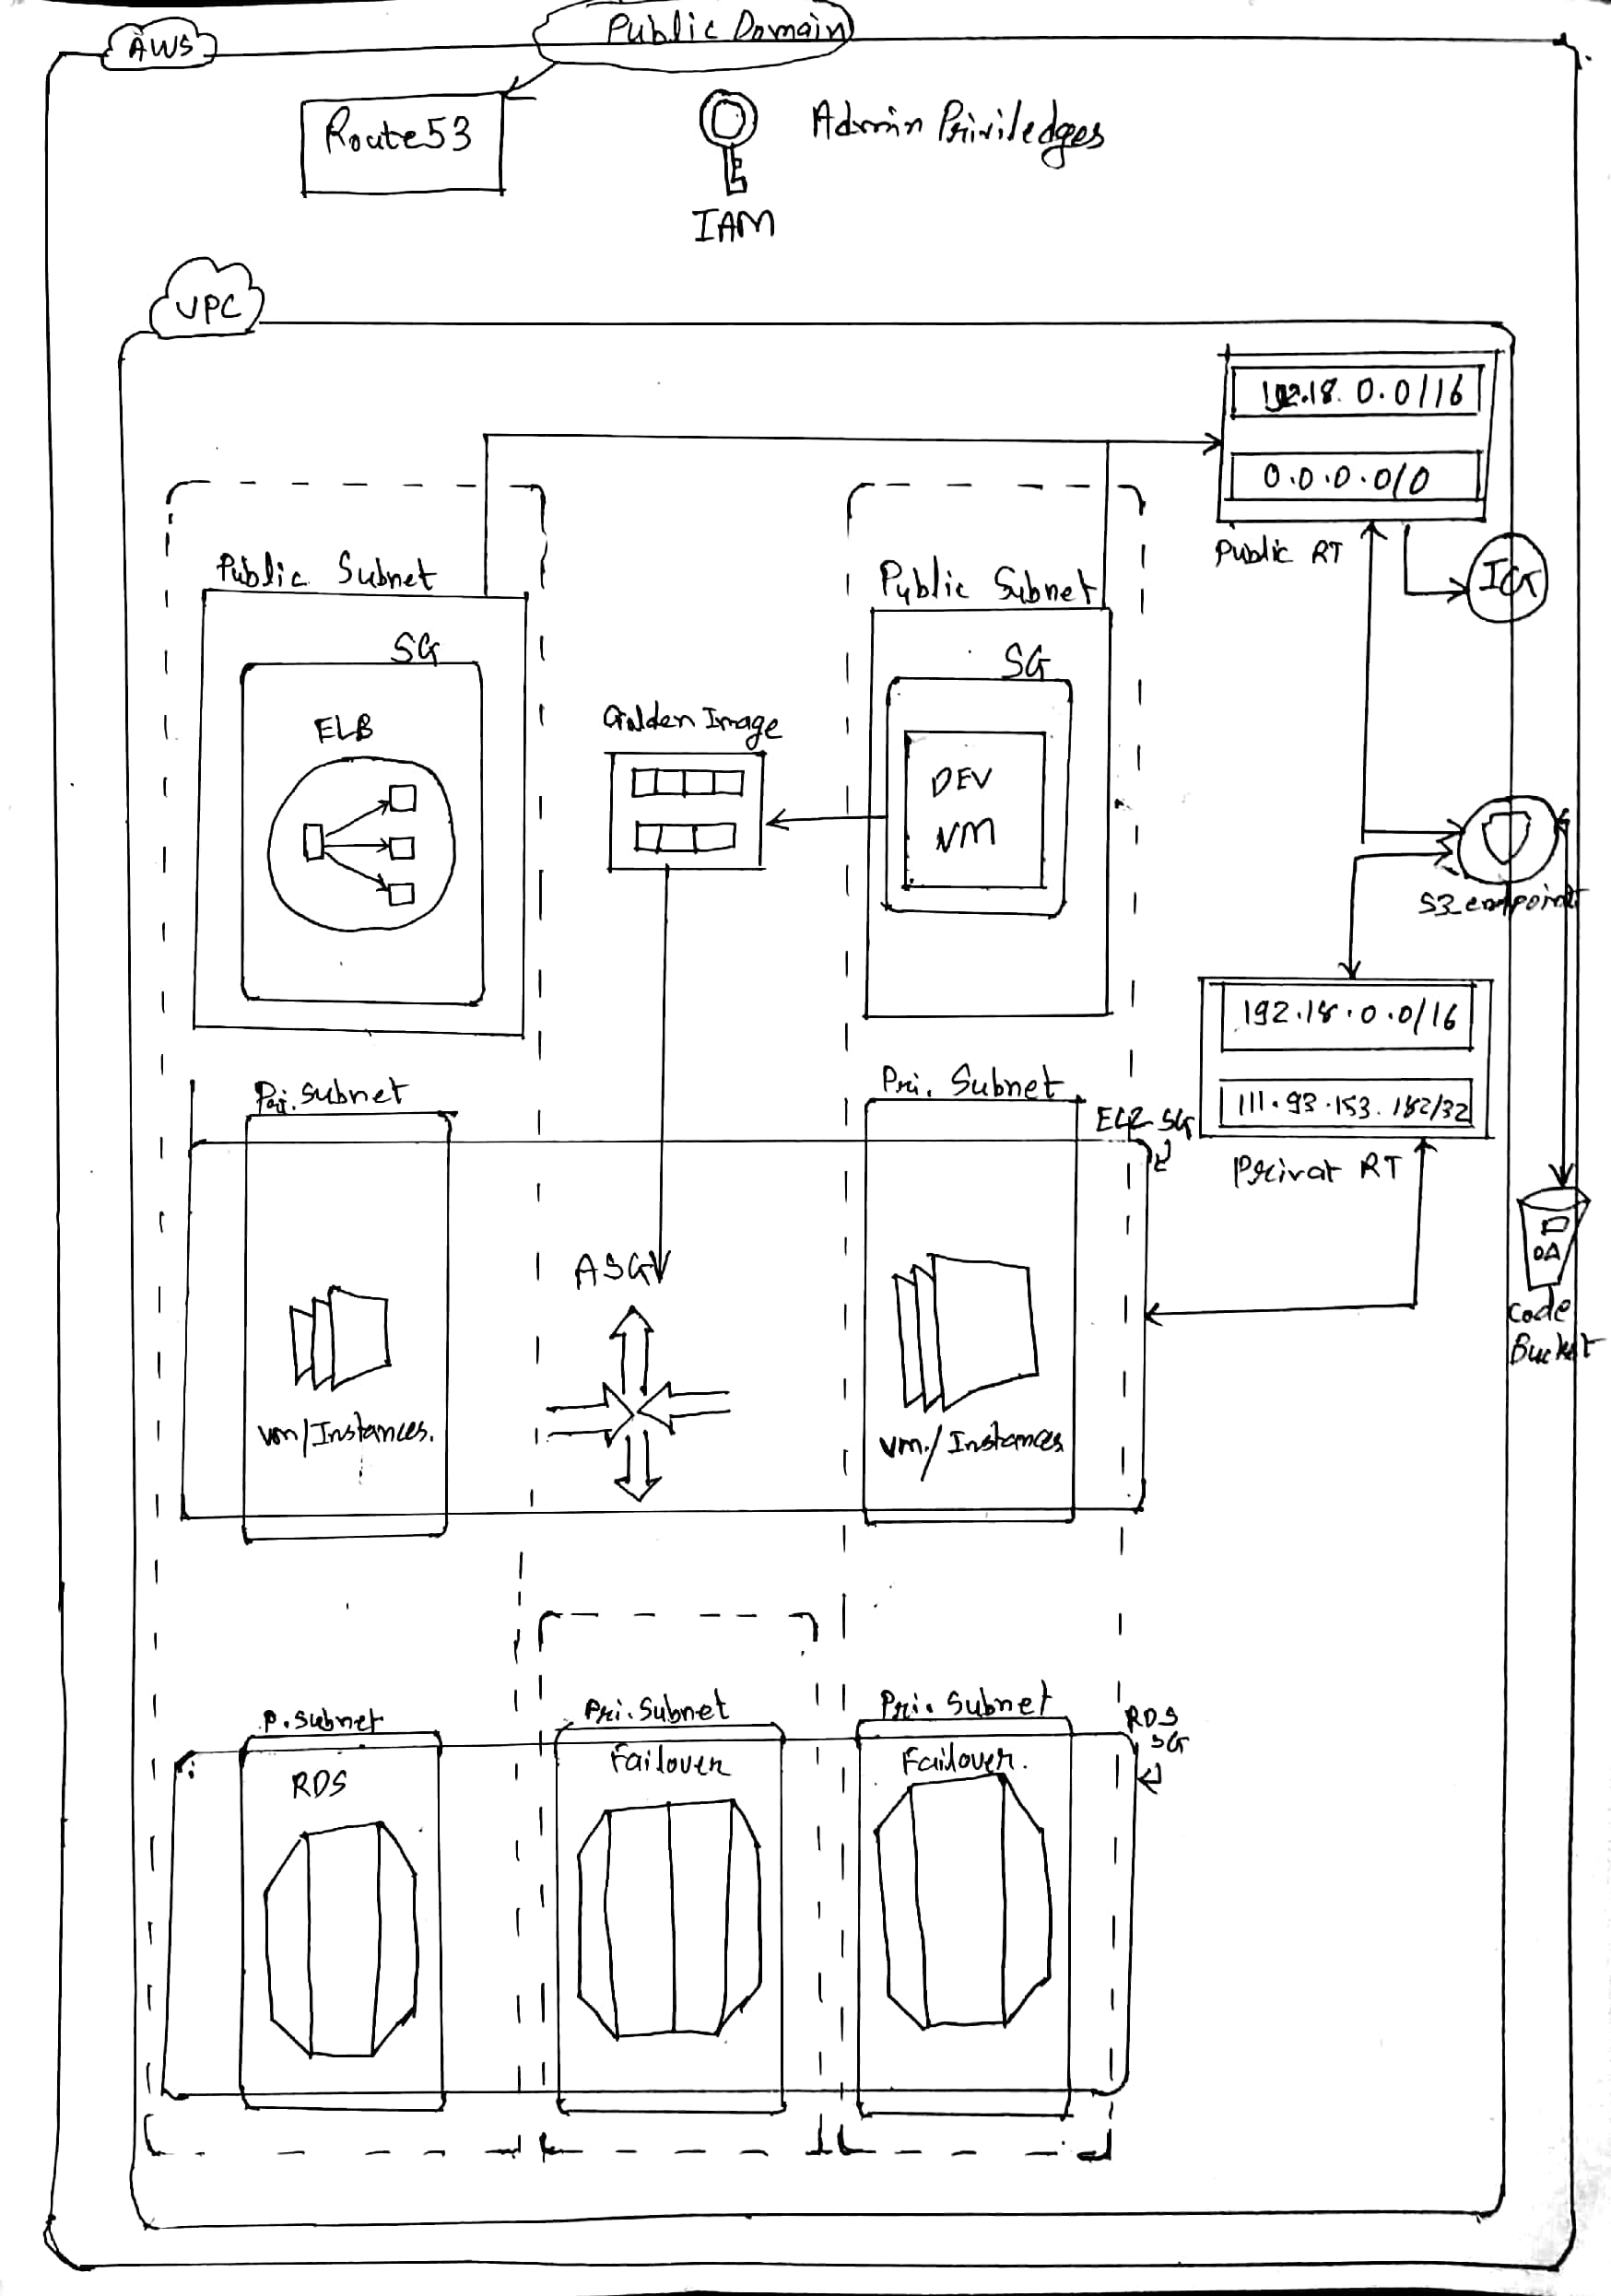 AWS
Public Domain
Route53
Admin Priviledges
IAM
VPC
192.18. 0.0/16
0.0.0.0/0
Public RT
IGT
Public Subnet
Public Subnet
SG
SG
ELB
Golden Image
DEV
VM
S3 enpoint
192.18.0.0/16
111.93.153.182/32
Privat RT
Pri. Subnet
Pri. Subnet
EC2 SG
ASG
OA
Code
Bucket
vm/Instances.
vm./Instances
P. Subnet
Pri. Subnet
Pri. Subnet
RDS
SG
RDS
Failover
Failover.